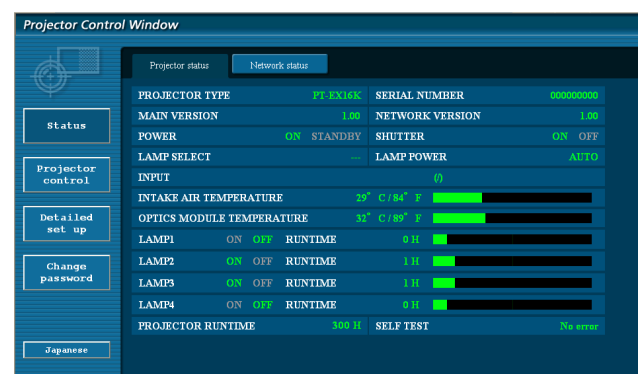 Projector Control Window
Projector status Network status
PROJECTOR TYPE PT-EX16K SERIAL NUMBER 000000000
MAIN VERSION 1.00 NETWORK VERSION 1.00
Status
POWER ON STANDBY SHUTTER ON OFF
LAMP SELECT --- LAMP POWER AUTO
Projector
control
INPUT (/)
INTAKE AIR TEMPERATURE 29° C / 84° F
Detailed
set up
OPTICS MODULE TEMPERATURE 32° C / 89° F
LAMP1 ON OFF RUNTIME 0 H
Change
password
LAMP2 ON OFF RUNTIME 1 H
LAMP3 ON OFF RUNTIME 1 H
LAMP4 ON OFF RUNTIME 0 H
PROJECTOR RUNTIME 300 H SELF TEST No error
Japanese